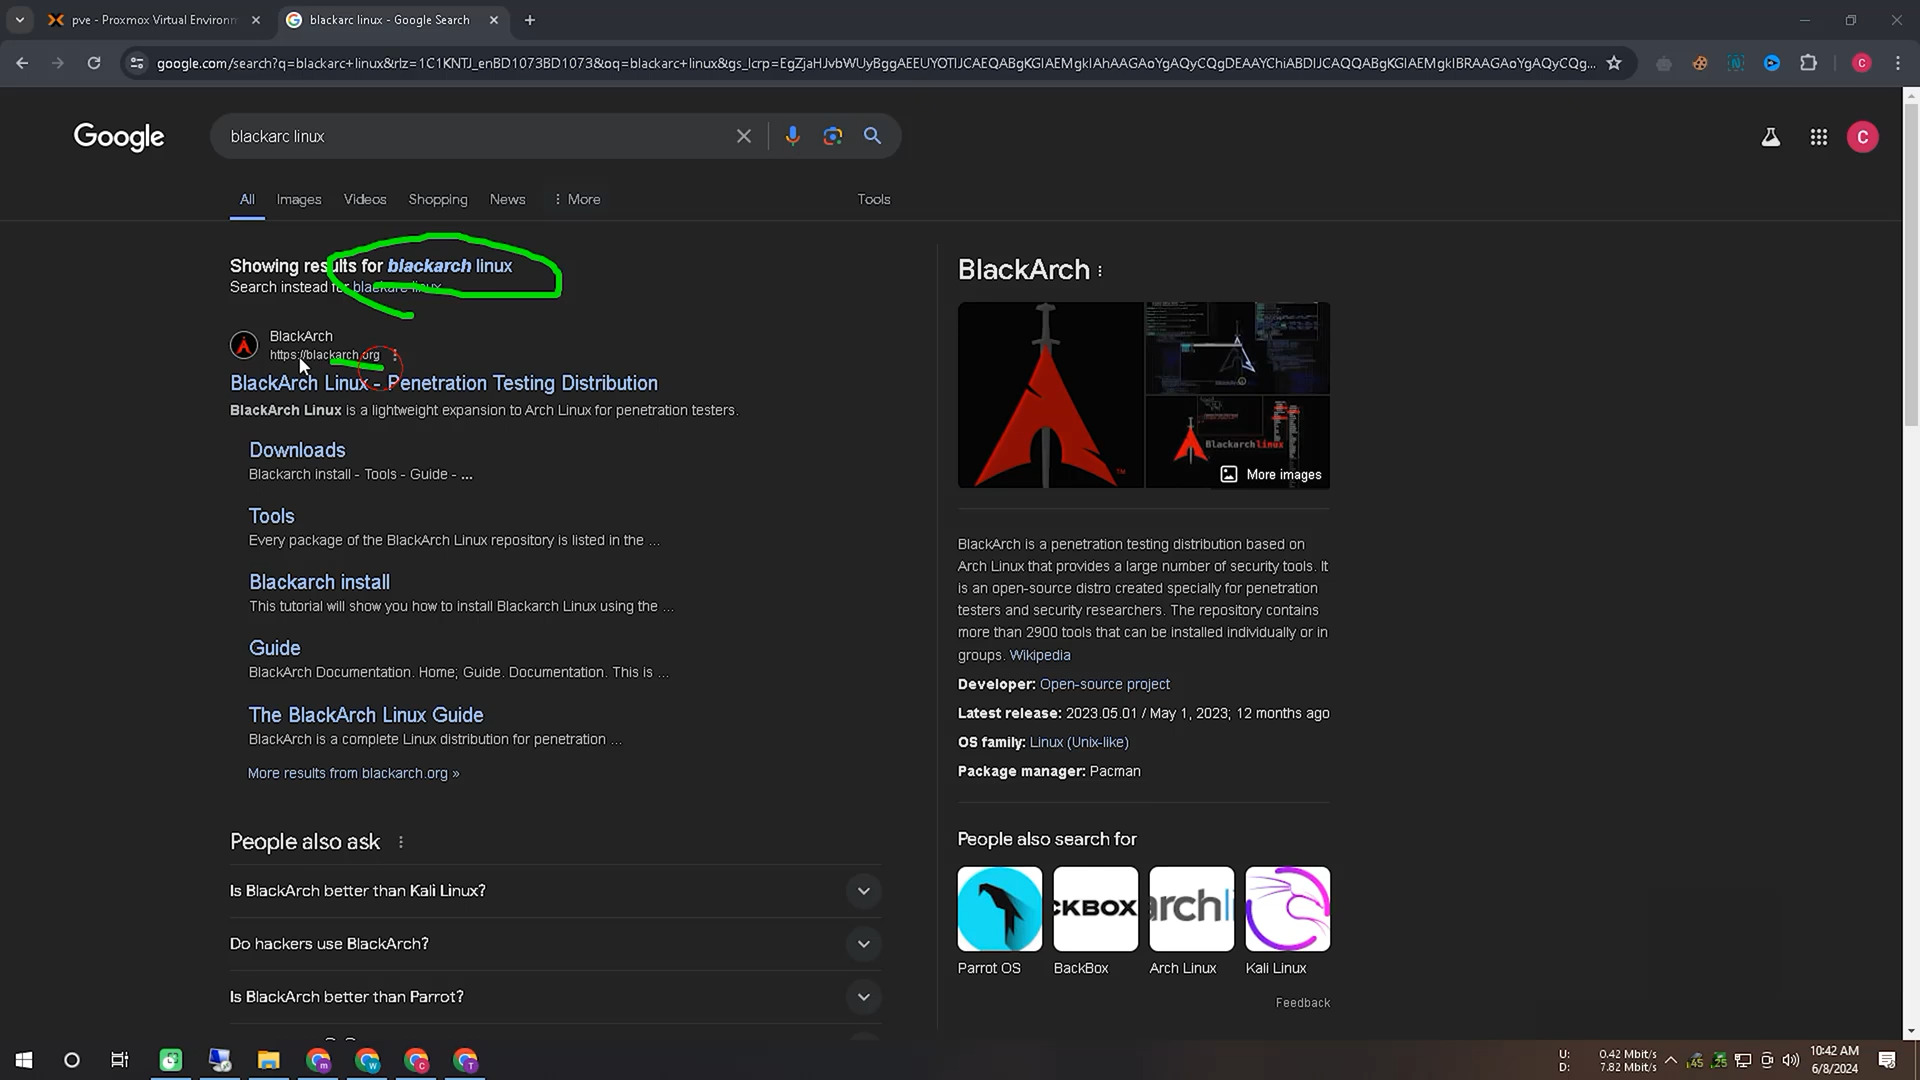 pve - Proxmox Virtual Environm
blackarc linux - Google Search
google.com/search?q=blackarc+linux&rlz=1C1KNTJ_enBD1073BD1073&oq=blackarc+linux&gs_lcrp=EgZjaHJvbWUyBggAEEUYOTIJCAEQABgKGIAEMgkIAhAAGAoYgAQyCQgDEAAYChiABDIJCAQQABgKGIAEMgkIBRAAGAoYgAQyCQg...
C
Google
blackarc linux
C
All
Images
Videos
Shopping
News
More
Tools
Showing results for blackarch linux
Search instead for blackarc linux
BlackArch
https://blackarch.org
BlackArch Linux - Penetration Testing Distribution
BlackArch Linux is a lightweight expansion to Arch Linux for penetration testers.
Downloads
Blackarch install - Tools - Guide - ...
Tools
Every package of the BlackArch Linux repository is listed in the ...
Blackarch install
This tutorial will show you how to install Blackarch Linux using the ...
Guide
BlackArch Documentation. Home; Guide. Documentation. This is ...
The BlackArch Linux Guide
BlackArch is a complete Linux distribution for penetration ...
More results from blackarch.org »
People also ask
Is BlackArch better than Kali Linux?
Do hackers use BlackArch?
Is BlackArch better than Parrot?
BlackArch
TM
Blackarchlinux
More images
BlackArch is a penetration testing distribution based on
Arch Linux that provides a large number of security tools. It
is an open-source distro created specially for penetration
testers and security researchers. The repository contains
more than 2900 tools that can be installed individually or in
groups. Wikipedia
Developer: Open-source project
Latest release: 2023.05.01 / May 1, 2023; 12 months ago
OS family: Linux (Unix-like)
Package manager: Pacman
People also search for
CKBOX
archli
Parrot OS
BackBox
Arch Linux
Kali Linux
Feedback
m
W
C
T
U: 0.42 Mbit/s
D: 7.82 Mbit/s
45
25
10:42 AM
6/8/2024